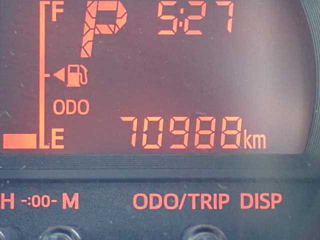 F P 5:27
ODO
E 70988km
H -:00- M ODO/TRIP DISP